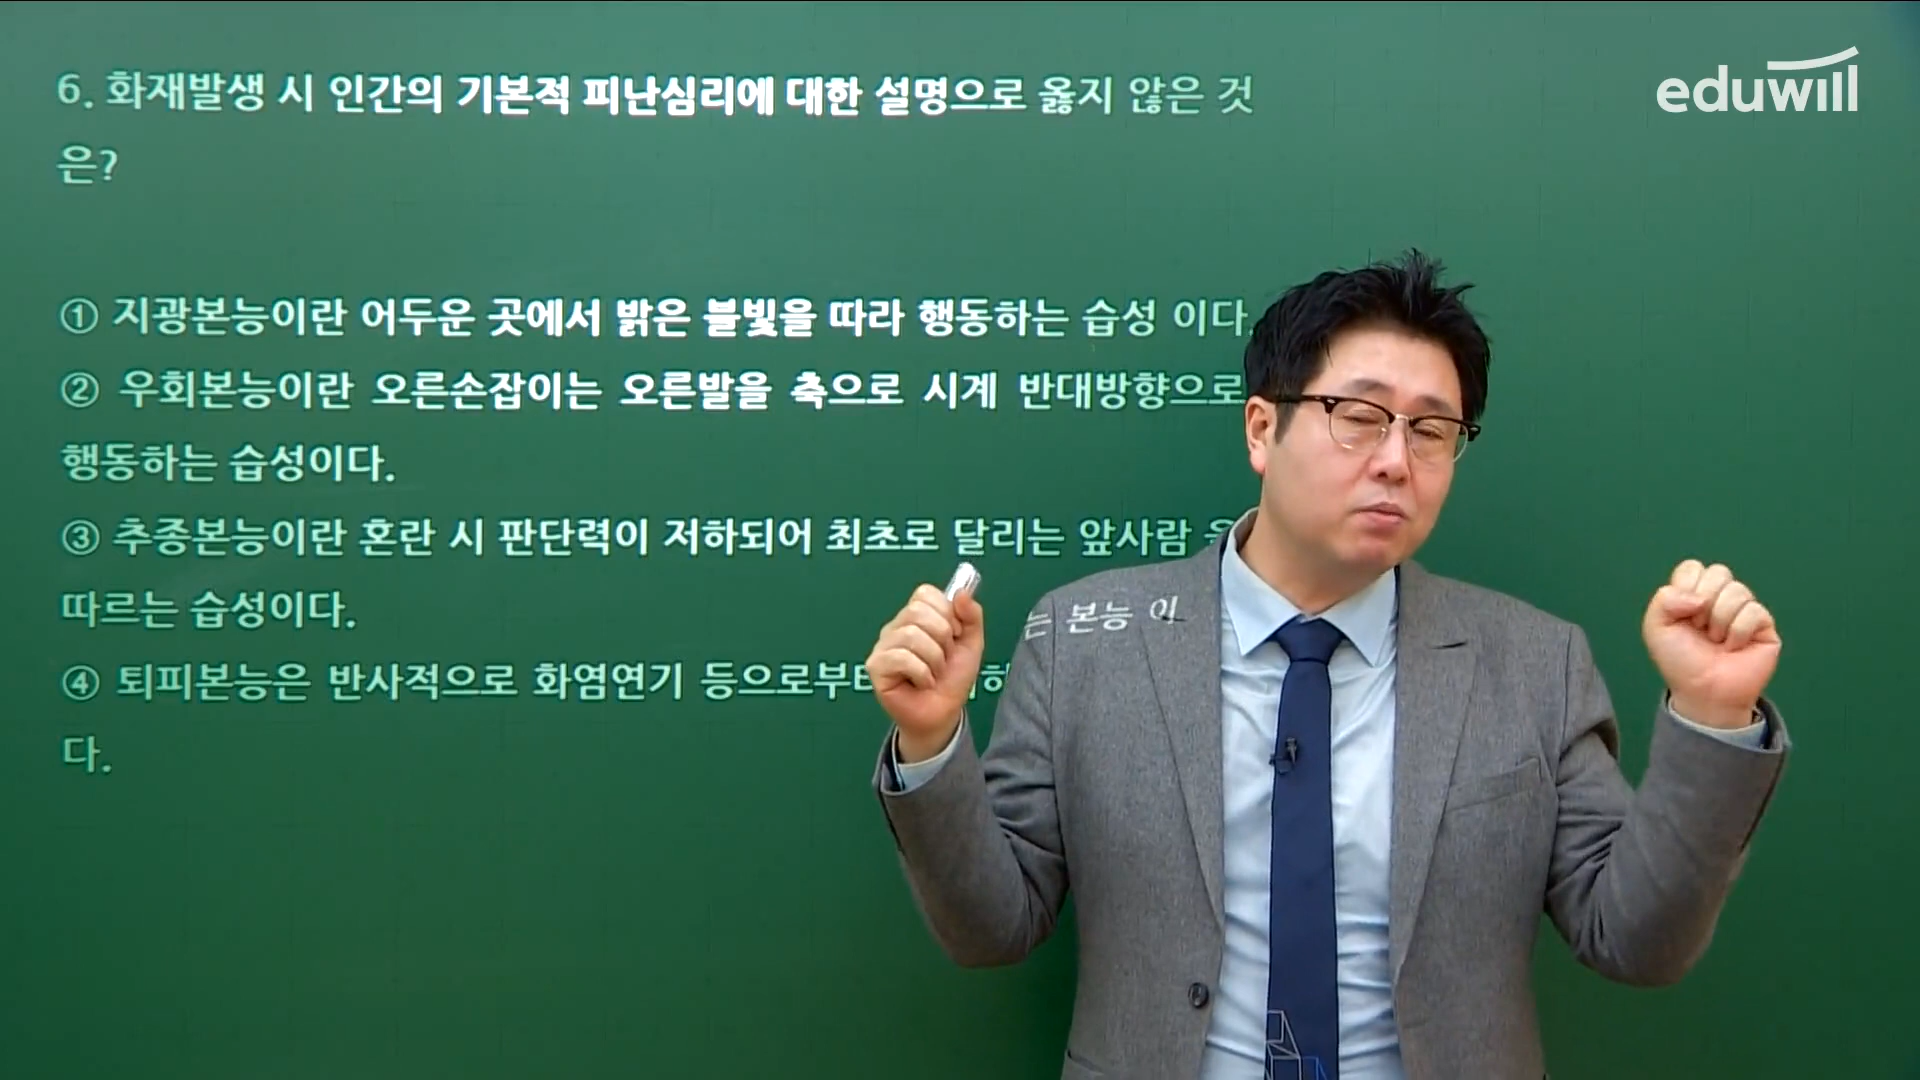 eduwill
6. 화재발생 시 인간의 기본적 피난심리에 대한 설명으로 옳지 않은 것
은?
① 지광본능이란 어두운 곳에서 밝은 불빛을 따라 행동하는 습성 이다.
② 우회본능이란 오른손잡이는 오른발을 축으로 시계 반대방향으로
행동하는 습성이다.
③ 추종본능이란 혼란 시 판단력이 저하되어 최초로 달리는 앞사람
따르는 습성이다.
는 본능 이
④ 퇴피본능은 반사적으로 화염연기 등으로부터
다.